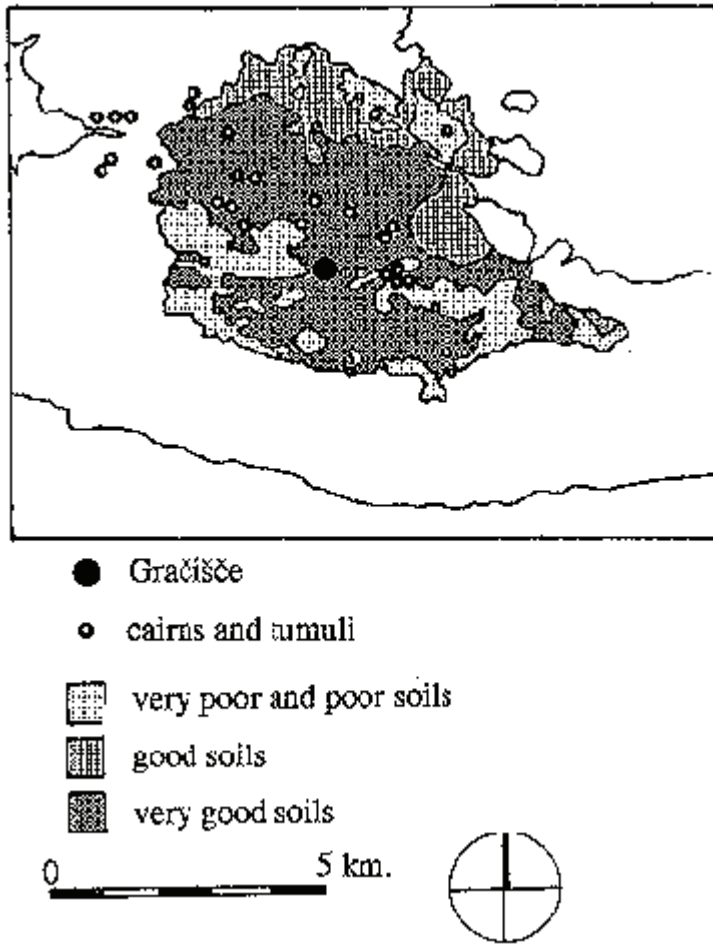 Gračišče
cairns and tumuli
very poor and poor soils
good soils
very good soils
0 5 km.